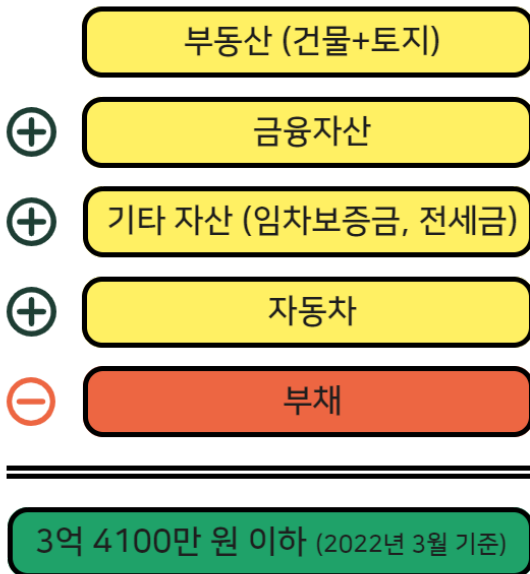 부동산 (건물+토지)
금융자산
기타 자산 (임차보증금, 전세금)
자동차
부채
3억 4100만 원 이하 (2022년 3월 기준)